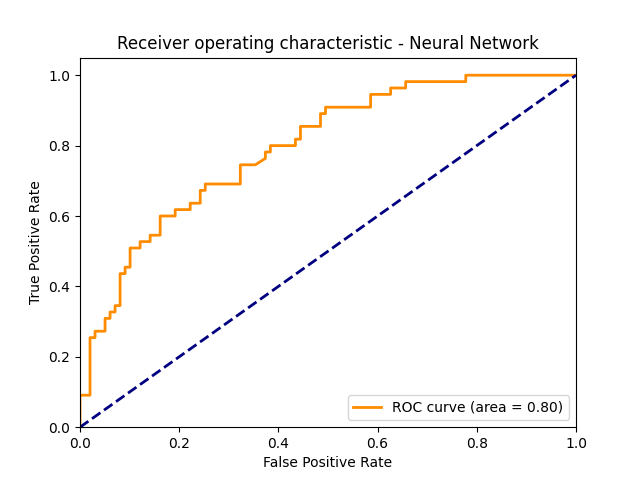 Receiver operating characteristic - Neural Network
True Positive Rate
1.0
0.8
0.6
0.4
0.2
0.0
ROC curve (area = 0.80)
0.0 0.2 0.4 0.6 0.8 1.0
False Positive Rate